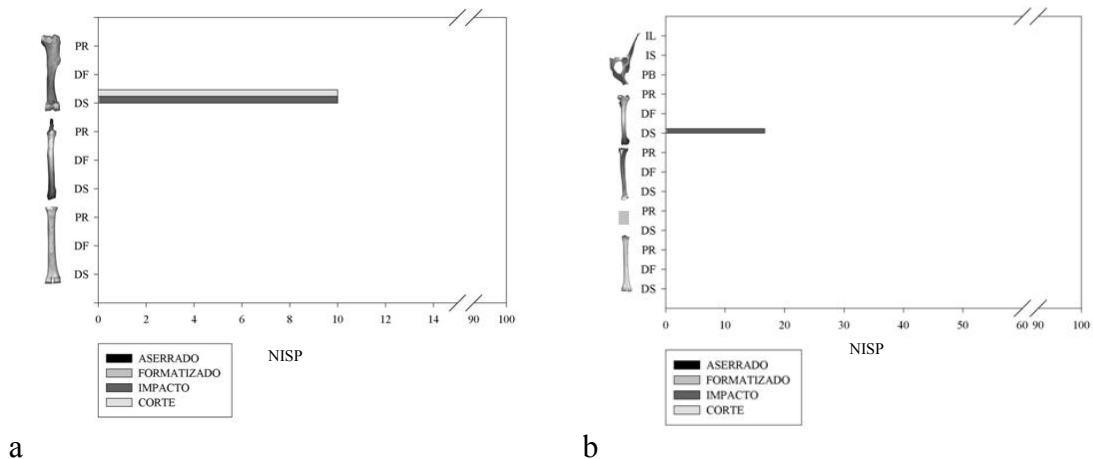 PR
DF
DS
PR
DF
DS
PR
DF
DS
0 2 4 6 8 10 12 14 90 100
NISP
ASERRADO
FORMATIZADO
IMPACTO
CORTE
a
IL
IS
PB
PR
DF
DS
PR
DF
DS
PR
DS
PR
DF
DS
0 10 20 30 40 50 60 90 100
NISP
ASERRADO
FORMATIZADO
IMPACTO
CORTE
b